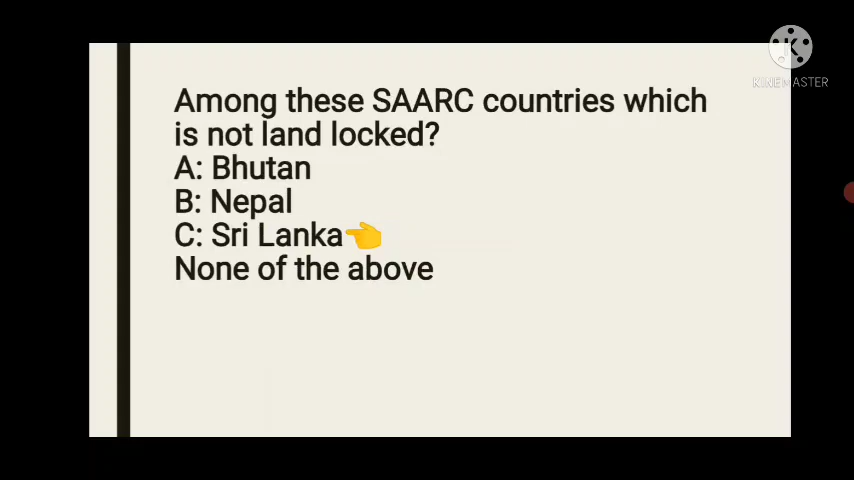 Among these SAARC countries which
is not land locked?
A: Bhutan
B: Nepal
C: Sri Lanka👈
None of the above
K
KINEMASTER